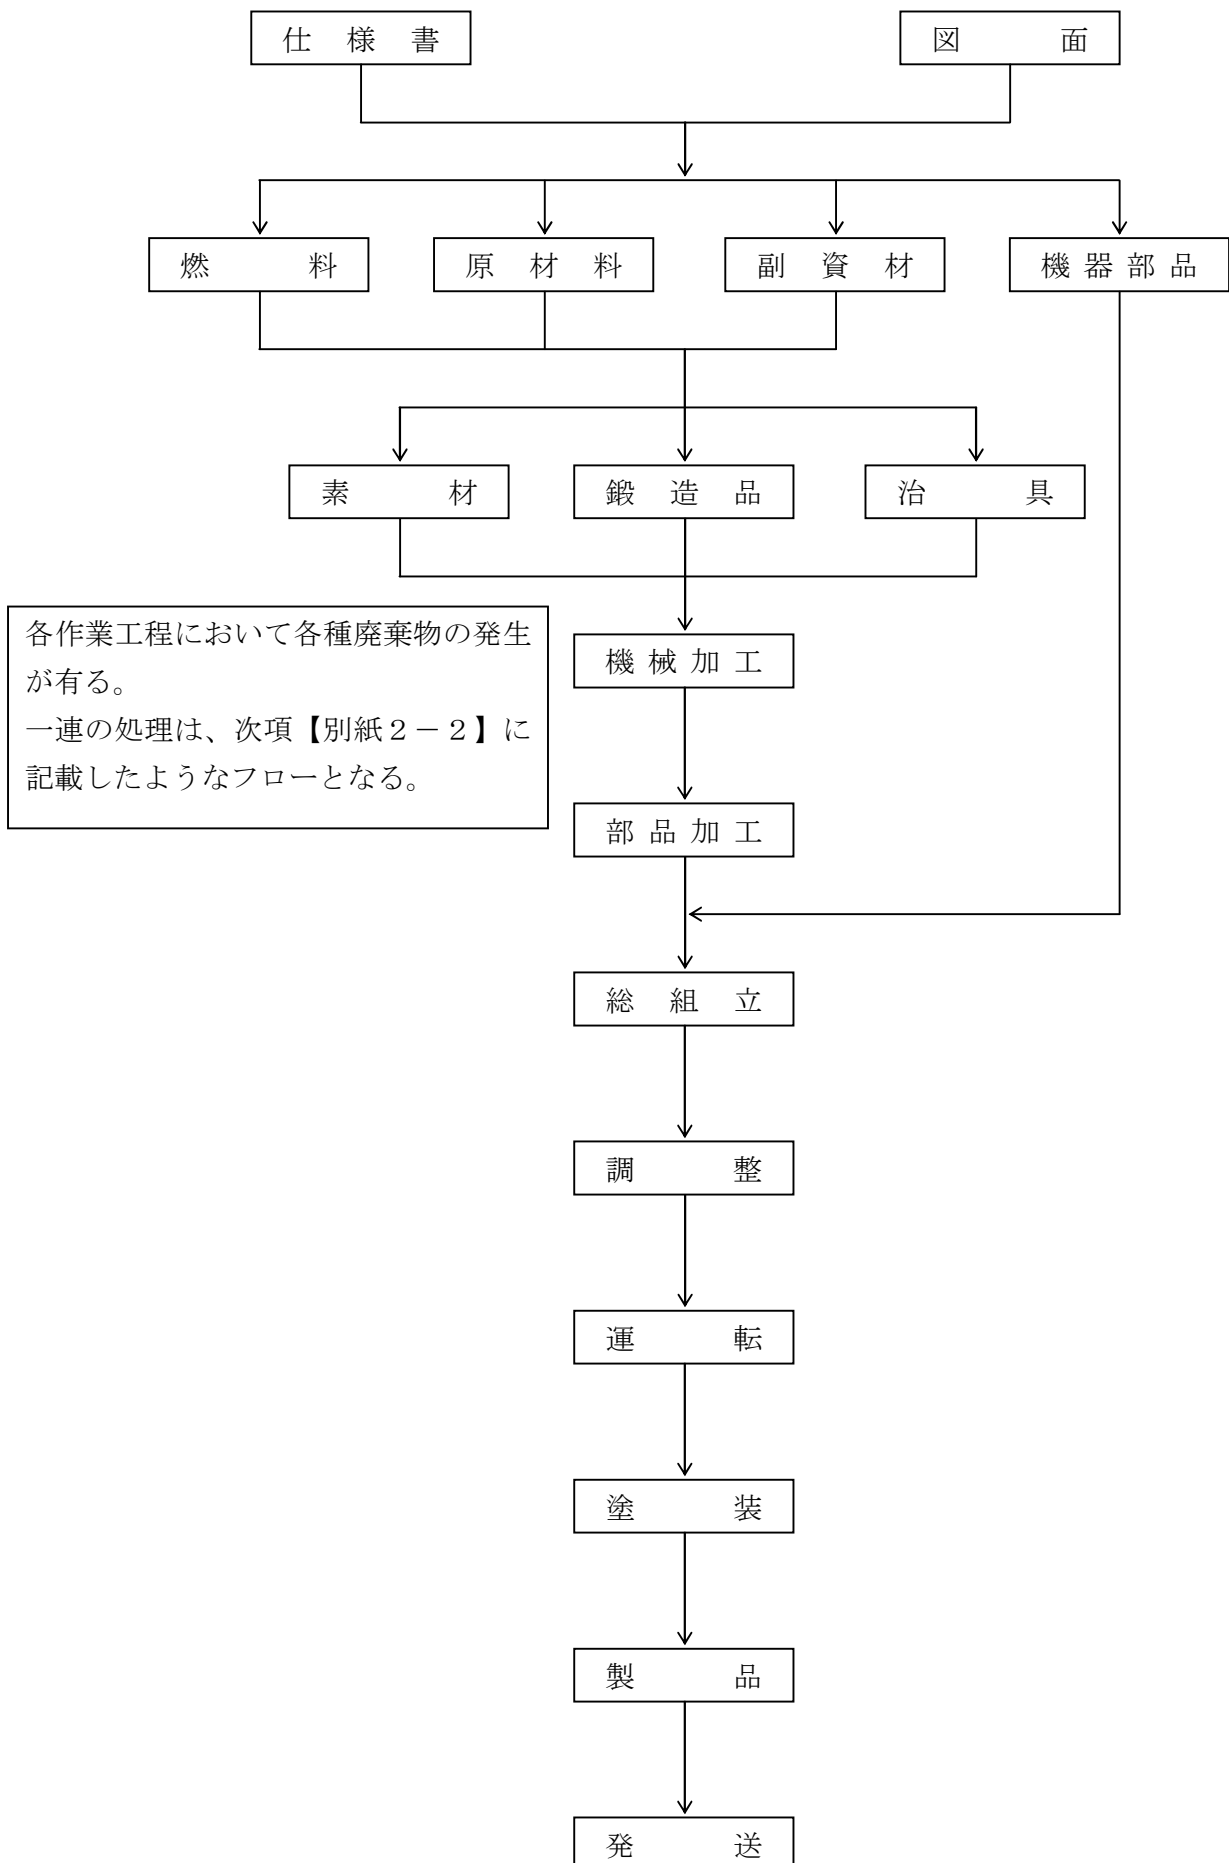 仕様書
図面
燃料
原材料
副資材
機器部品
素材
鍛造品
治具
各作業工程において各種廃棄物の発生
が有る。
一連の処理は、次項【別紙２－２】に
記載したようなフローとなる。
機械加工
部品加工
総組立
調整
運転
塗装
製品
発送